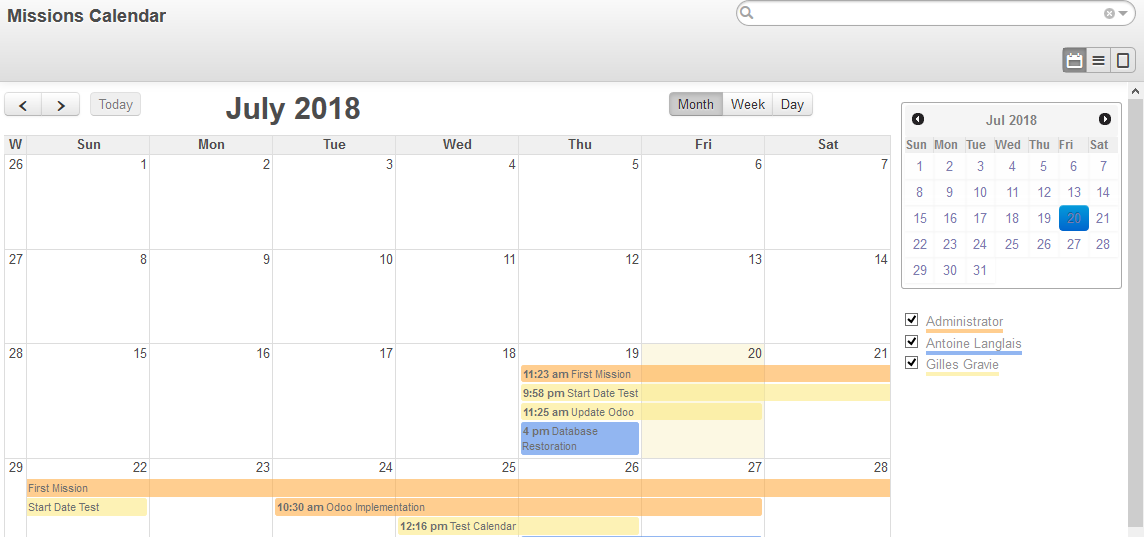 Missions Calendar
Today
July 2018
Month Week Day
W Sun Mon Tue Wed Thu Fri Sat
26 1 2 3 4 5 6 7
27 8 9 10 11 12 13 14
28 15 16 17 18 19 20 21
11:23 am First Mission
9:58 pm Start Date Test
11:25 am Update Odoo
4 pm Database
Restoration
29 22 23 24 25 26 27 28
First Mission
Start Date Test
10:30 am Odoo Implementation
12:16 pm Test Calendar
Jul 2018
Sun Mon Tue Wed Thu Fri Sat
1 2 3 4 5 6 7
8 9 10 11 12 13 14
15 16 17 18 19 20 21
22 23 24 25 26 27 28
29 30 31
Administrator
Antoine Langlais
Gilles Gravie